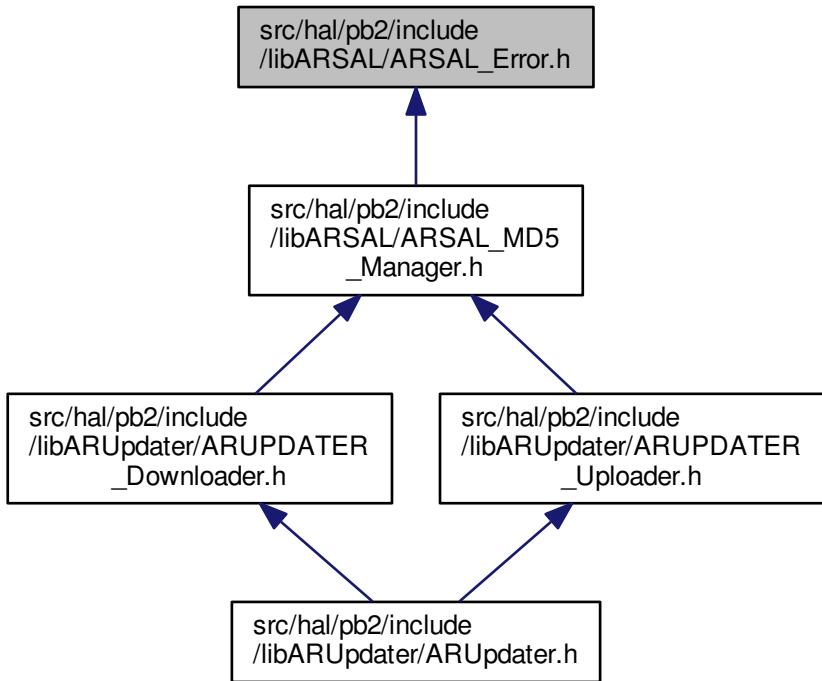 src/hal/pb2/include
/libARSAL/ARSAL_Error.h
src/hal/pb2/include
/libARSAL/ARSAL_MD5
_Manager.h
src/hal/pb2/include
/libARUpdater/ARUPDATER
_Downloader.h
src/hal/pb2/include
/libARUpdater/ARUPDATER
_Uploader.h
src/hal/pb2/include
/libARUpdater/ARUpdater.h